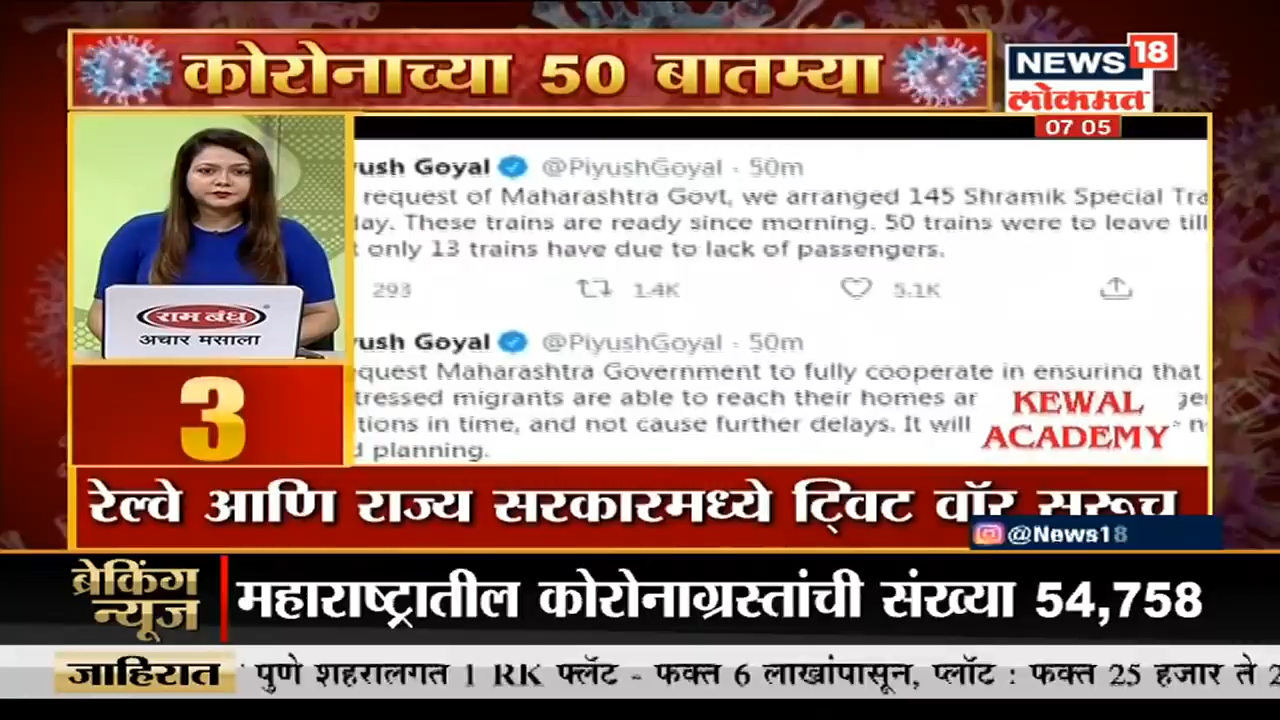 कोरोनाच्या 50 बातम्या
NEWS 18
लोकमत
07 05
yush Goyal @PiyushGoyal · 50m
request of Maharashtra Govt, we arranged 145 Shramik Special Tra
day. These trains are ready since morning. 50 trains were to leave till
only 13 trains have due to lack of passengers.
293 1.4K 5.1K
yush Goyal @PiyushGoyal · 50m
equest Maharashtra Government to fully cooperate in ensuring that
tressed migrants are able to reach their homes ar
tions in time, and not cause further delays. It will
d planning.
KEWAL
ACADEMY
राम बंधु
अचार मसाला
3
रेल्वे आणि राज्य सरकारमध्ये ट्विट वॉर सुरूच
@News18
ब्रेकिंग
न्यूज
महाराष्ट्रातील कोरोनाग्रस्तांची संख्या 54,758
जाहिरात
पुणे शहरालगत 1 RK फ्लॅट - फक्त 6 लाखांपासून, प्लॉट : फक्त 25 हजार ते